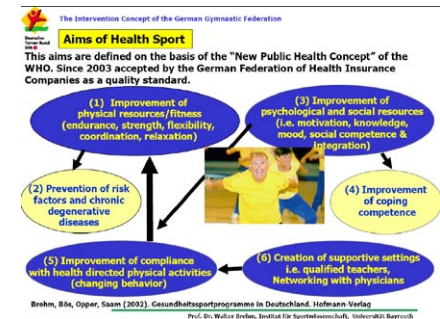 The Intervention Concept of the German Gymnastic Federation
Deutscher
Turner-Bund
Aims of Health Sport
This aims are defined on the basis of the "New Public Health Concept" of the
WHO. Since 2003 accepted by the German Federation of Health Insurance
Companies as a quality standard.
(1) Improvement of
physical resources/fitness
(endurance, strength, flexibility,
coordination, relaxation)
(3) Improvement of
psychological and social resources
(i.e. motivation, knowledge,
mood, social competence &
integration)
(2) Prevention of risk
factors and chronic
degenerative
diseases
(4) Improvement
of coping
competence
(5) Improvement of compliance
with health directed physical activities
(changing behavior)
(6) Creation of supportive settings
i.e. qualified teachers,
Networking with physicians
Brehm, Bös, Opper, Saam (2002). Gesundheitssportprogramme in Deutschland. Hofmann-Verlag
Prof. Dr. Walter Brehm, Institut für Sportwissenschaft, Universität Bayreuth